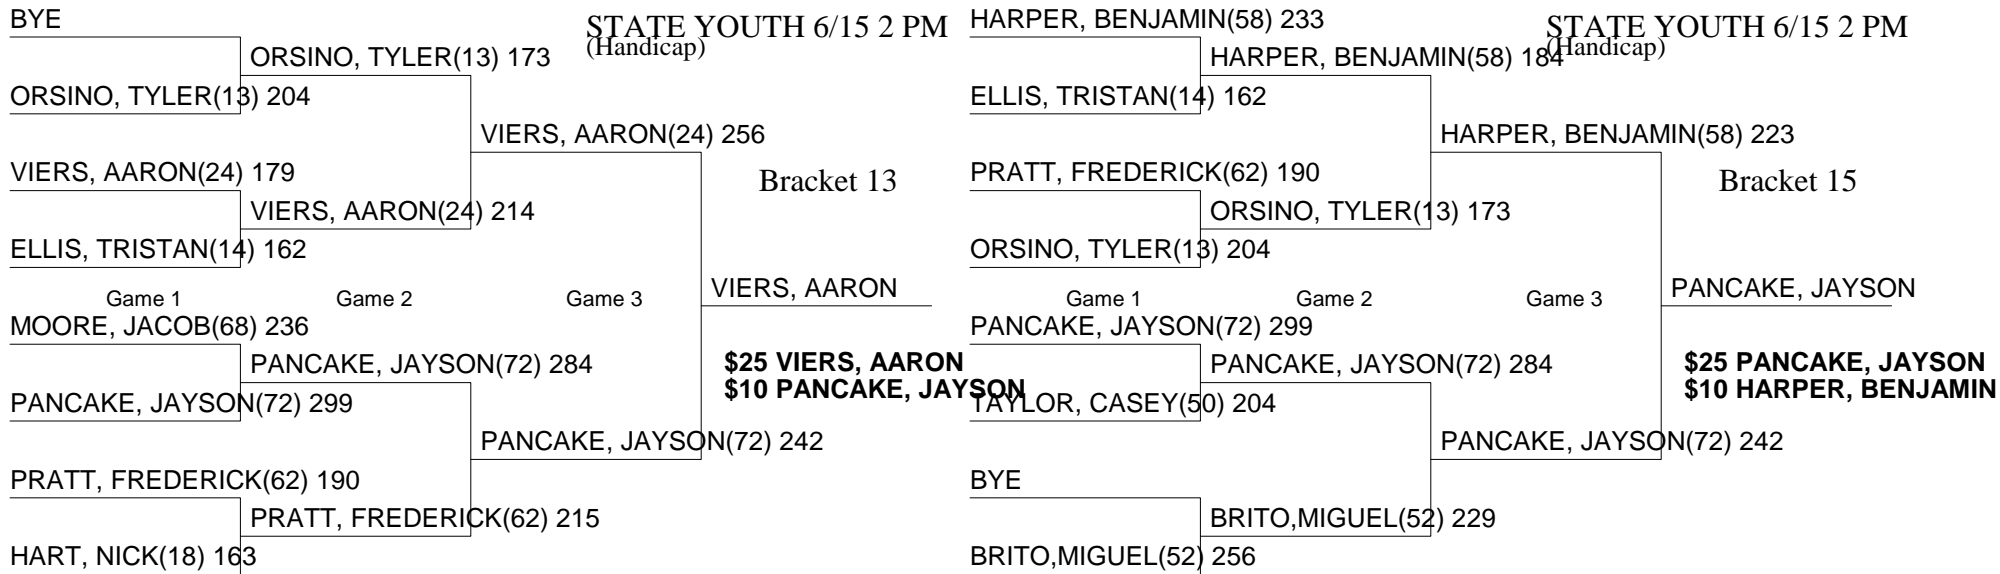 BYE
STATE YOUTH 6/15 2 PM
(Handicap)
ORSINO, TYLER(13) 173
ORSINO, TYLER(13) 204
VIERS, AARON(24) 256
VIERS, AARON(24) 179
Bracket 13
VIERS, AARON(24) 214
ELLIS, TRISTAN(14) 162
Game 1
Game 2
Game 3
VIERS, AARON
MOORE, JACOB(68) 236
PANCAKE, JAYSON(72) 284
$25 VIERS, AARON
$10 PANCAKE, JAYSON
PANCAKE, JAYSON(72) 299
PANCAKE, JAYSON(72) 242
PRATT, FREDERICK(62) 190
PRATT, FREDERICK(62) 215
HART, NICK(18) 163
HARPER, BENJAMIN(58) 233
STATE YOUTH 6/15 2 PM
(Handicap)
HARPER, BENJAMIN(58) 184
ELLIS, TRISTAN(14) 162
HARPER, BENJAMIN(58) 223
PRATT, FREDERICK(62) 190
Bracket 15
ORSINO, TYLER(13) 173
ORSINO, TYLER(13) 204
Game 1
Game 2
Game 3
PANCAKE, JAYSON
PANCAKE, JAYSON(72) 299
PANCAKE, JAYSON(72) 284
$25 PANCAKE, JAYSON
$10 HARPER, BENJAMIN
TAYLOR, CASEY(50) 204
PANCAKE, JAYSON(72) 242
BYE
BRITO,MIGUEL(52) 229
BRITO,MIGUEL(52) 256